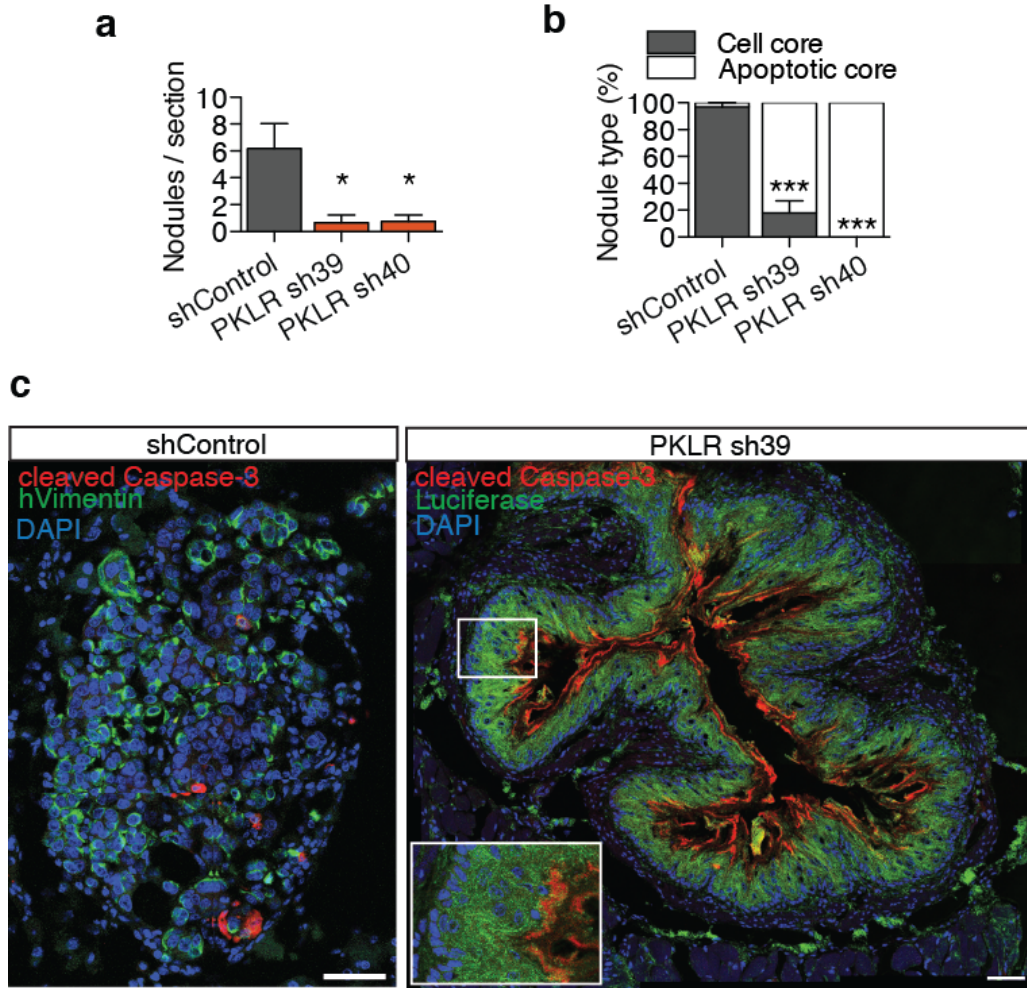 a
Nodules / section
10
8
6
4
2
0
*
*
shControl
PKLR sh39
PKLR sh40
b
Cell core
Apoptotic core
Nodule type (%)
100
80
60
40
20
0
***
***
shControl
PKLR sh39
PKLR sh40
c
shControl
cleaved Caspase-3
hVimentin
DAPI
PKLR sh39
cleaved Caspase-3
Luciferase
DAPI